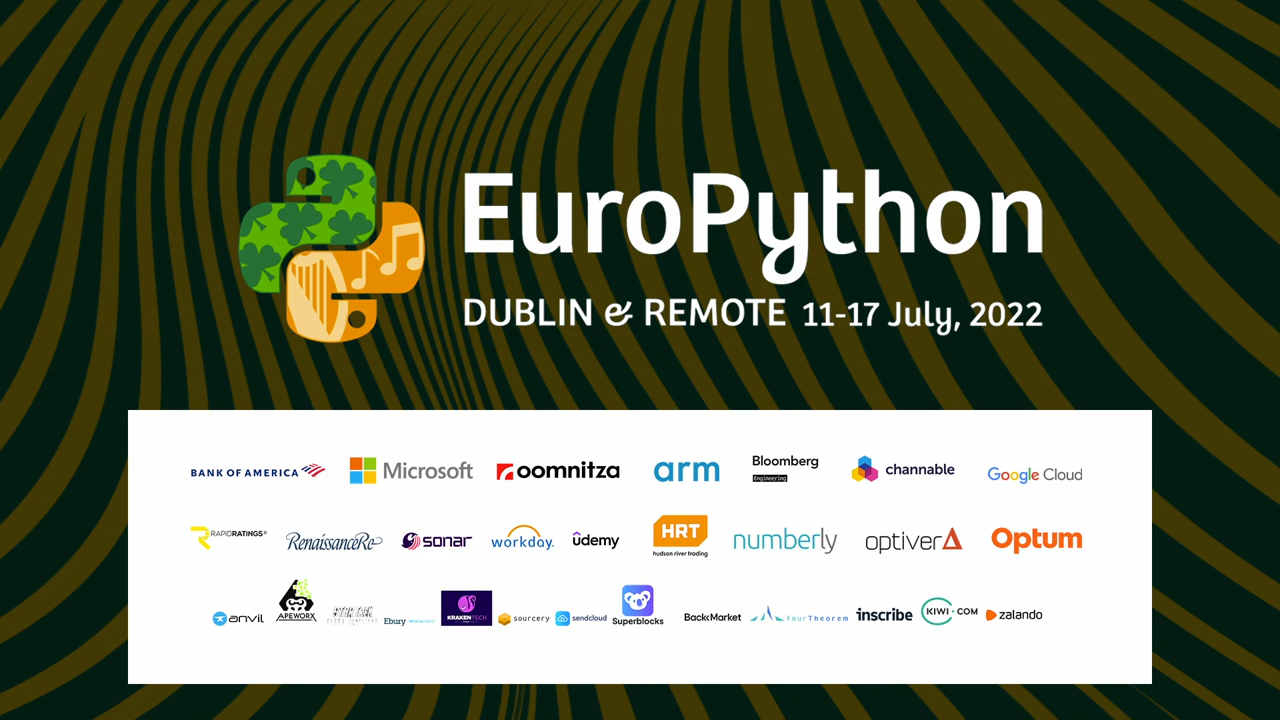 EuroPython
DUBLIN & REMOTE 11-17 July, 2022
BANK OF AMERICA Microsoft oomnitza arm Bloomberg Engineering channable Google Cloud
RAPIDRATINGS® RenaissanceRe sonar workday. ûdemy HRT hudson river trading numberly optiver Optum
anvil APEWORX Ebury KRAKENTECH sourcery sendcloud Superblocks BackMarket fourTheorem inscribe KIWI.COM zalando